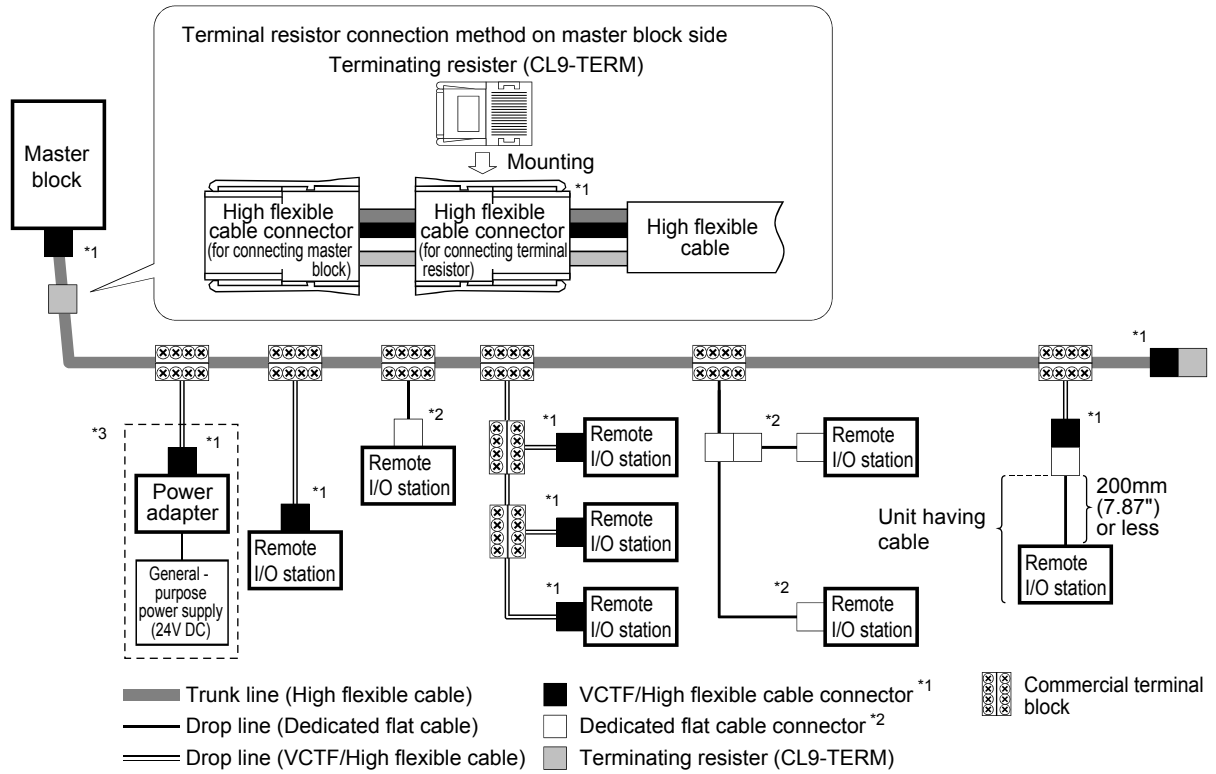 Terminal resistor connection method on master block side
Terminating resister (CL9-TERM)
Mounting
Master
block
*1
High flexible
cable connector
(for connecting master
block)
High flexible
cable connector
(for connecting terminal
resistor)
*1
High flexible
cable
*1
*3
*1
Power
adapter
General -
purpose
power supply
(24V DC)
*1
Remote
I/O station
*2
Remote
I/O station
*1
Remote
I/O station
*1
Remote
I/O station
*1
Remote
I/O station
*2
Remote
I/O station
*2
Remote
I/O station
*1
Unit having
cable
200mm
(7.87")
or less
Remote
I/O station
Trunk line (High flexible cable)
Drop line (Dedicated flat cable)
Drop line (VCTF/High flexible cable)
VCTF/High flexible cable connector *1
Dedicated flat cable connector *2
Terminating resister (CL9-TERM)
Commercial terminal
block